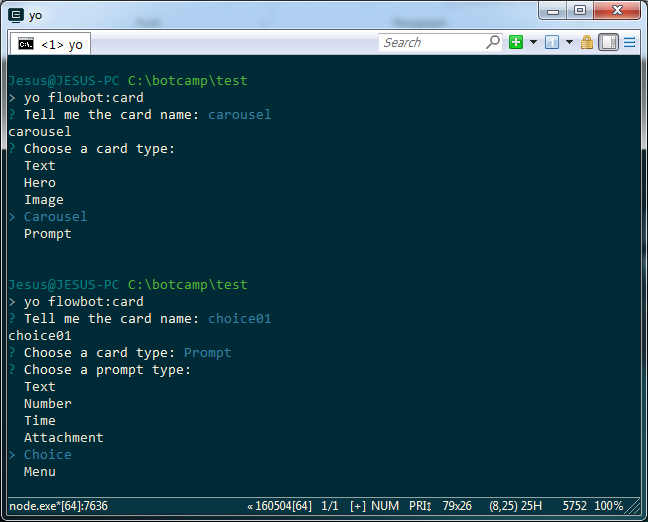 yo
<1> yo
Search
Jesus@JESUS-PC C:\botcamp\test
> yo flowbot:card
? Tell me the card name: carousel
carousel
? Choose a card type:
Text
Hero
Image
> Carousel
Prompt
Jesus@JESUS-PC C:\botcamp\test
> yo flowbot:card
? Tell me the card name: choice01
choice01
? Choose a card type: Prompt
? Choose a prompt type:
Text
Number
Time
Attachment
> Choice
Menu
node.exe*[64]:7636 « 160504[64] 1/1 [+] NUM PRI↕ 79x26 (8,25) 25H 5752 100%